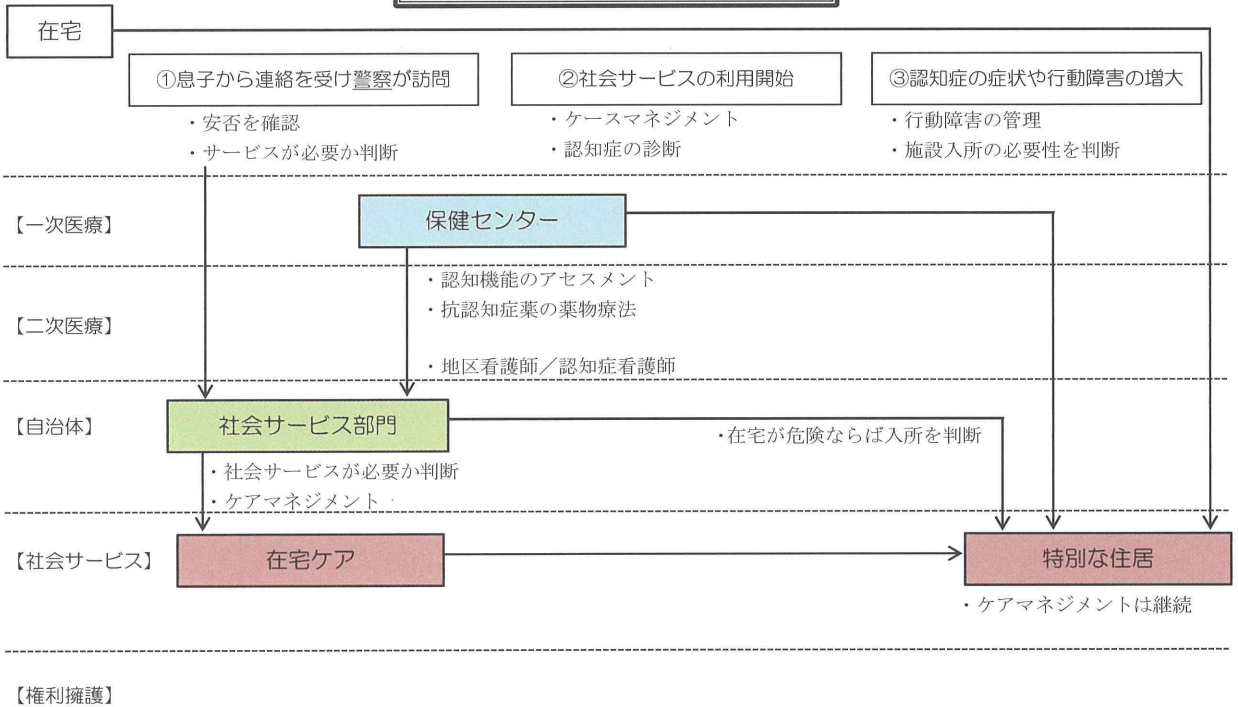 在宅
①息子から連絡を受け警察が訪問
②社会サービスの利用開始
③認知症の症状や行動障害の増大
・安否を確認
・サービスが必要か判断
・ケースマネジメント
・認知症の診断
・行動障害の管理
・施設入所の必要性を判断
【一次医療】
保健センター
・認知機能のアセスメント
・抗認知症薬の薬物療法
【二次医療】
・地区看護師／認知症看護師
【自治体】
社会サービス部門
・在宅が危険ならば入所を判断
・社会サービスが必要か判断
・ケアマネジメント
【社会サービス】
在宅ケア
特別な住居
・ケアマネジメントは継続
【権利擁護】